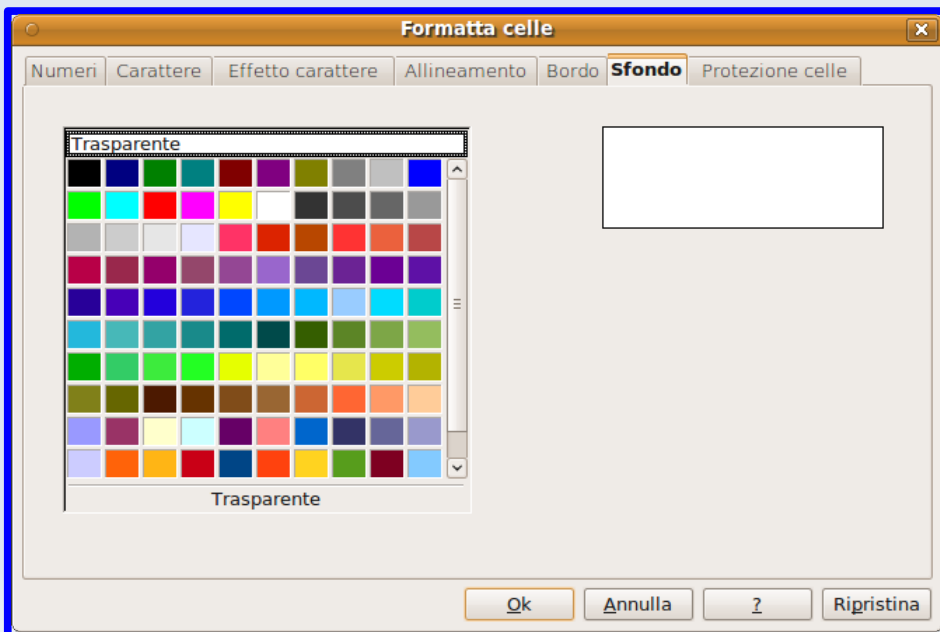 Formatta celle
Numeri Carattere Effetto carattere Allineamento Bordo Sfondo Protezione celle
Trasparente
Trasparente
Ok Annulla ? Ripristina